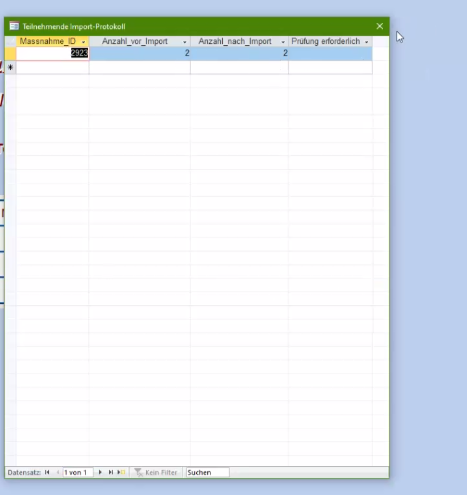 Teilnehmende Import-Protokoll
Massnahme_ID Anzahl_vor_Import Anzahl_nach_Import Prüfung erforderlich
2923 2 2
Datensatz: 1 von 1 Kein Filter Suchen